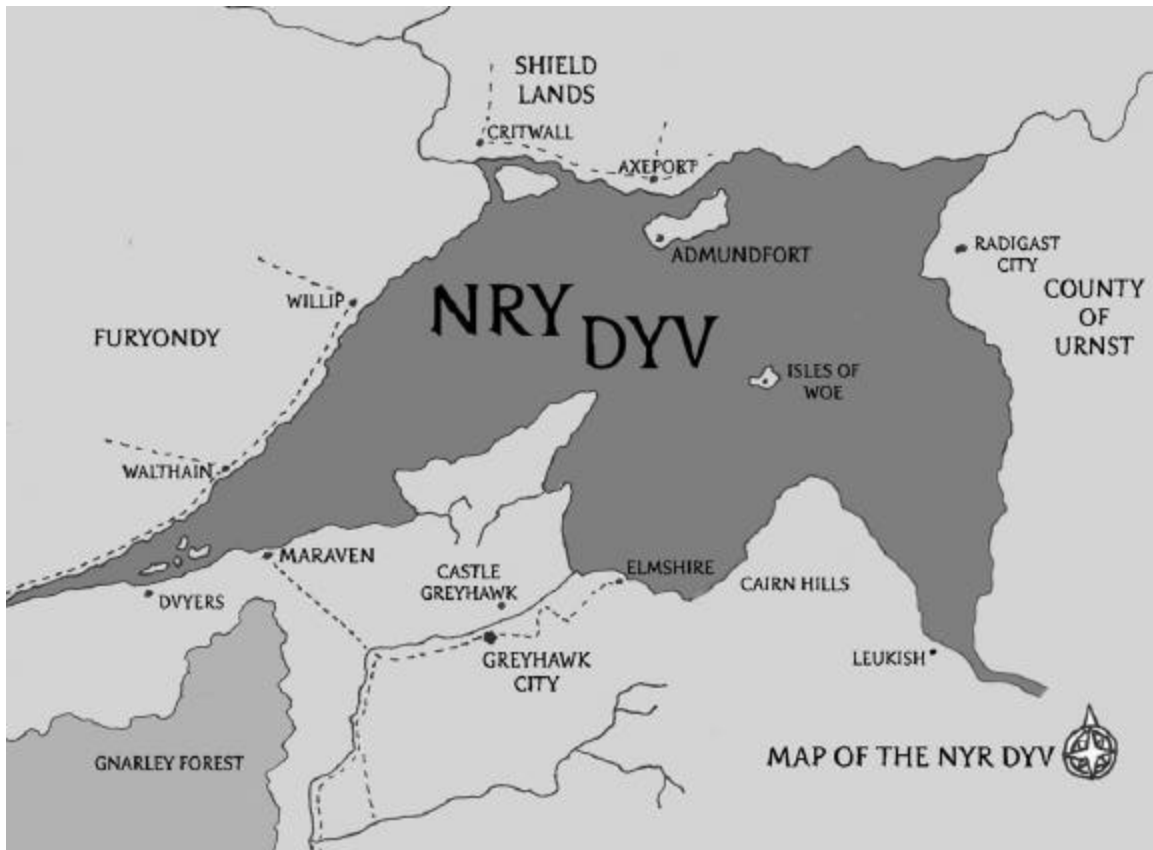 SHIELD
LANDS
CRITWALL
AXEPORT
ADMUNDFORT
RADIGAST
CITY
COUNTY
OF
URNST
WILLIP
NRY
DYV
FURYONDY
ISLES OF
WOE
WALTHAIN
MARAVEN
CASTLE
GREYHAWK
ELMSHIRE
CAIRN HILLS
DVYERS
GREYHAWK
CITY
LEUKISH
GNARLEY FOREST
MAP OF THE NYR DYV